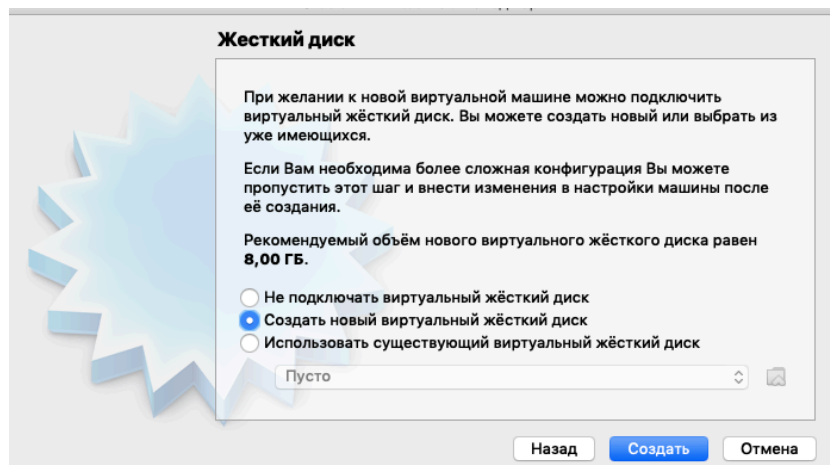 Жесткий диск
При желании к новой виртуальной машине можно подключить
виртуальный жёсткий диск. Вы можете создать новый или выбрать из
уже имеющихся.
Если Вам необходима более сложная конфигурация Вы можете
пропустить этот шаг и внести изменения в настройки машины после
её создания.
Рекомендуемый объём нового виртуального жёсткого диска равен
8,00 ГБ.
Не подключать виртуальный жёсткий диск
Создать новый виртуальный жёсткий диск
Использовать существующий виртуальный жёсткий диск
Пусто
Назад Создать Отмена